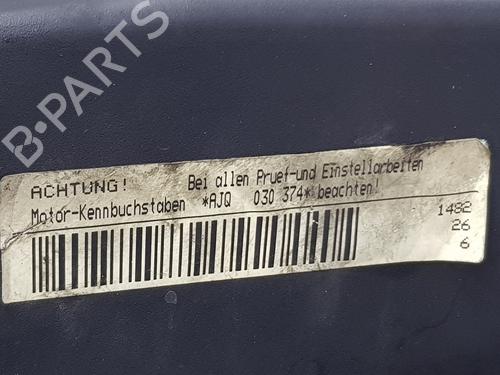 B-PARTS
ACHTUNG! Bei allen Pruef-und Einstellarbeiten
Motor-Kennbuchstaben *AJQ 030 374* beachten!
1482
26
6